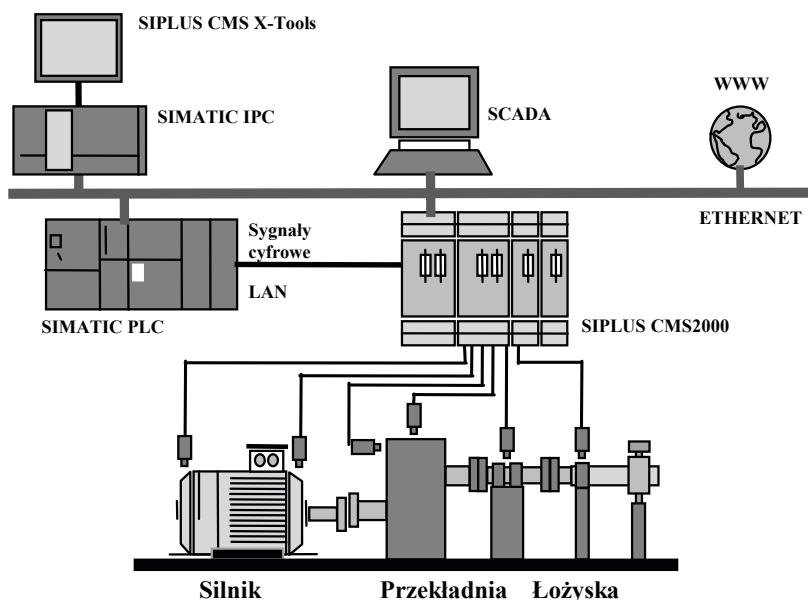 SIPLUS CMS X-Tools
SIMATIC IPC
SCADA
WWW
ETHERNET
Sygnały
cyfrowe
LAN
SIMATIC PLC
SIPLUS CMS2000
Silnik
Przekładnia
Łożyska